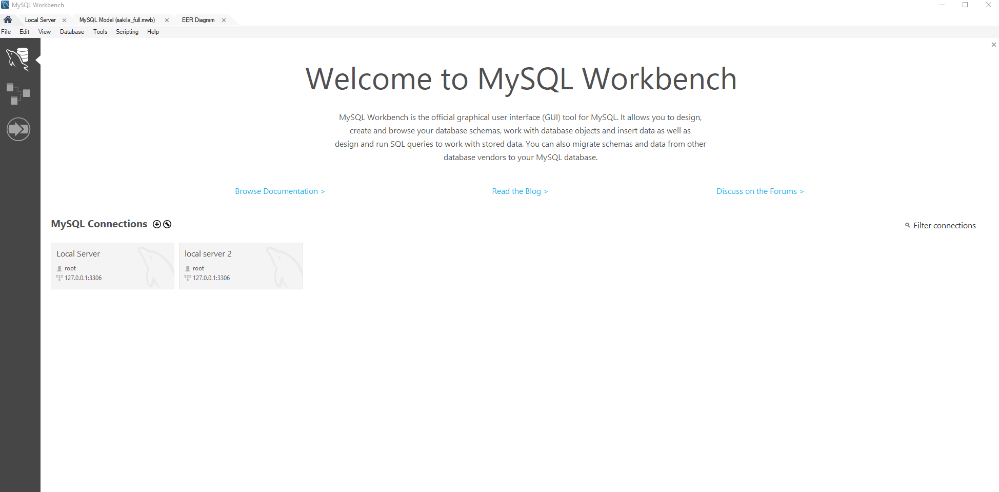 MySQL Workbench
Local Server
MySQL Model (sakila_full.mwb)
EER Diagram
File Edit View Database Tools Scripting Help
Welcome to MySQL Workbench
MySQL Workbench is the official graphical user interface (GUI) tool for MySQL. It allows you to design,
create and browse your database schemas, work with database objects and insert data as well as
design and run SQL queries to work with stored data. You can also migrate schemas and data from other
database vendors to your MySQL database.
Browse Documentation >
Read the Blog >
Discuss on the Forums >
MySQL Connections
Filter connections
Local Server
root
127.0.0.1:3306
local server 2
root
127.0.0.1:3306